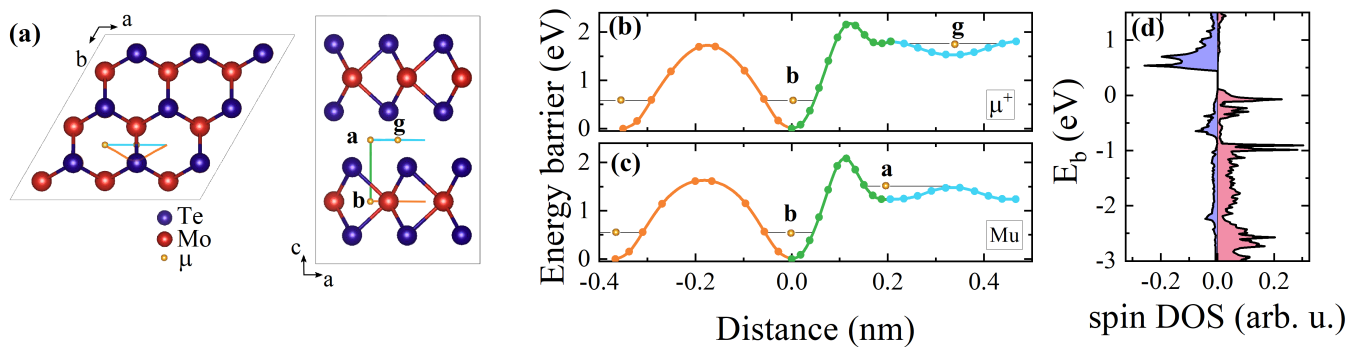 (a)
a
b
Te
Mo
μ
a
g
b
c
a
Energy barrier (eV)
(b)
2
1
0
b
g
μ+
(c)
2
1
0
b
a
Mu
-0.4
-0.2
0.0
0.2
0.4
Distance (nm)
(d)
Eb (eV)
1
0
-1
-2
-3
-0.2
0.0
0.2
spin DOS (arb. u.)